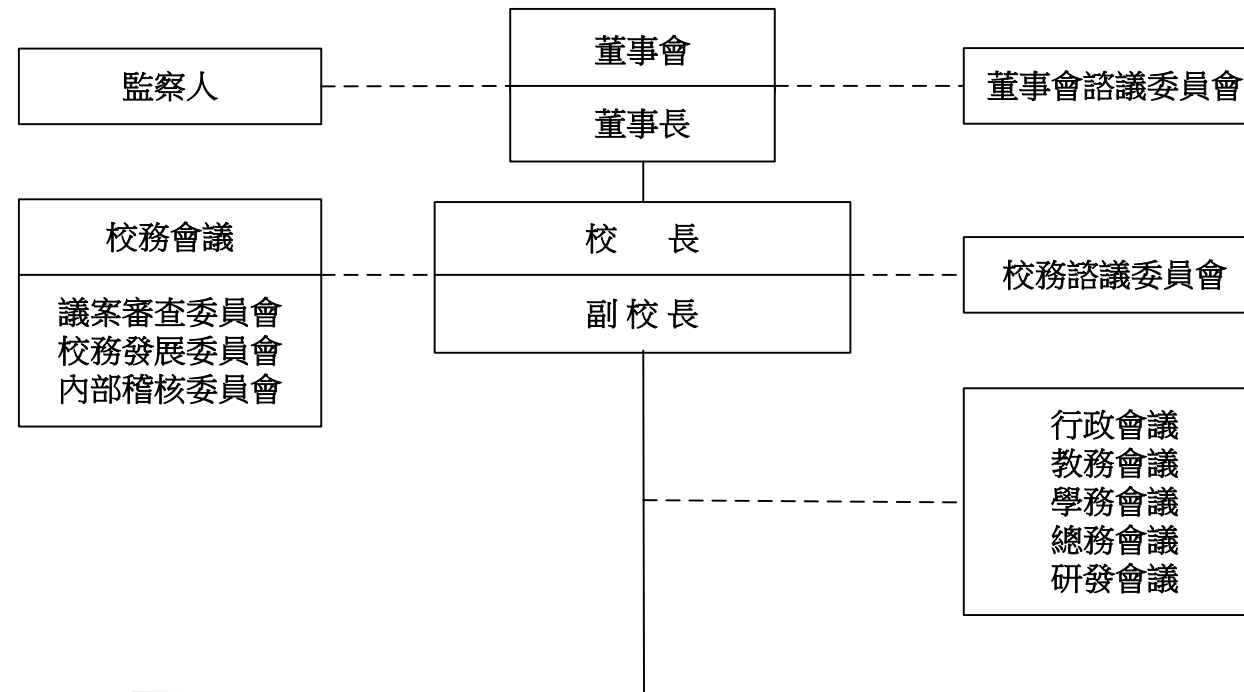 董事會
董事長
監察人
董事會諮議委員會
校　長
副校長
校務會議
議案審查委員會
校務發展委員會
內部稽核委員會
校務諮議委員會
行政會議
教務會議
學務會議
總務會議
研發會議